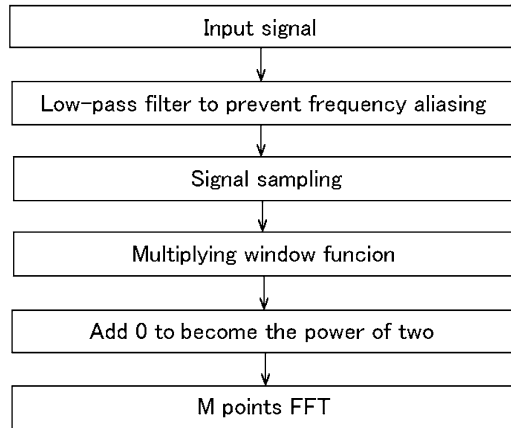 Input signal
Low-pass filter to prevent frequency aliasing
Signal sampling
Multiplying window funcion
Add 0 to become the power of two
M points FFT